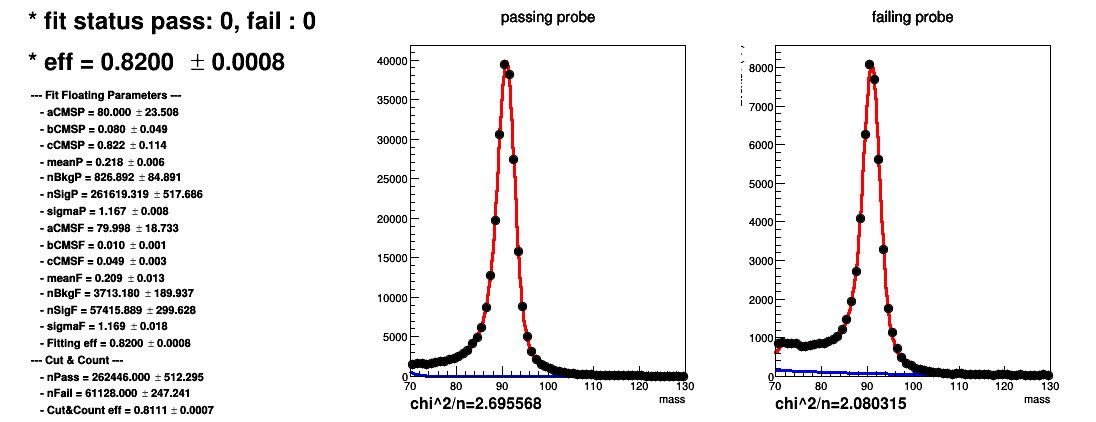 * fit status pass: 0, fail : 0
* eff = 0.8200 ± 0.0008
--- Fit Floating Parameters ---
- aCMSP = 80.000 ± 23.508
- bCMSP = 0.080 ± 0.049
- cCMSP = 0.822 ± 0.114
- meanP = 0.218 ± 0.006
- nBkgP = 826.892 ± 84.891
- nSigP = 261619.319 ± 517.686
- sigmaP = 1.167 ± 0.008
- aCMSF = 79.998 ± 18.733
- bCMSF = 0.010 ± 0.001
- cCMSF = 0.049 ± 0.003
- meanF = 0.209 ± 0.013
- nBkgF = 3713.180 ± 189.937
- nSigF = 57415.889 ± 299.628
- sigmaF = 1.169 ± 0.018
- Fitting eff = 0.8200 ± 0.0008
--- Cut & Count ---
- nPass = 262446.000 ± 512.295
- nFail = 61128.000 ± 247.241
- Cut&Count eff = 0.8111 ± 0.0007
passing probe
40000
35000
30000
25000
20000
15000
10000
5000
0
70 80 90 100 110 120 130
mass
chi^2/n=2.695568
failing probe
8000
7000
6000
5000
4000
3000
2000
1000
0
70 80 90 100 110 120 130
mass
chi^2/n=2.080315